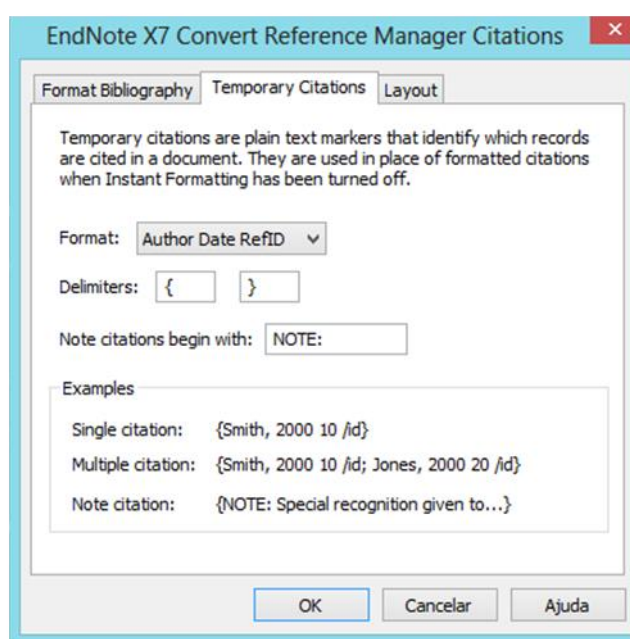 EndNote X7 Convert Reference Manager Citations
Format Bibliography Temporary Citations Layout
Temporary citations are plain text markers that identify which records
are cited in a document. They are used in place of formatted citations
when Instant Formatting has been turned off.
Format: Author Date RefID
Delimiters: { }
Note citations begin with: NOTE:
Examples
Single citation: {Smith, 2000 10 /id}
Multiple citation: {Smith, 2000 10 /id; Jones, 2000 20 /id}
Note citation: {NOTE: Special recognition given to...}
OK Cancelar Ajuda